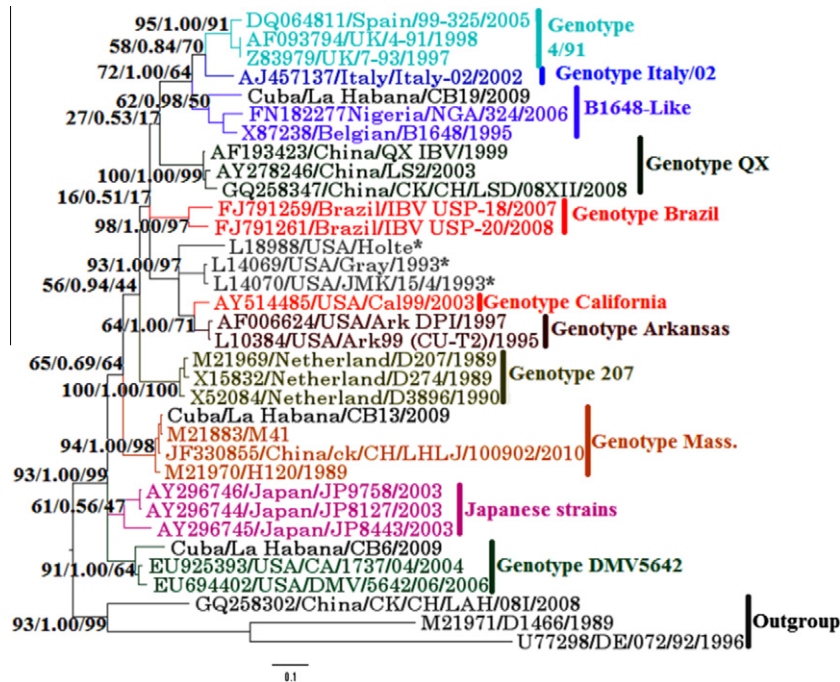 95/1.00/91
DQ064811/Spain/99-325/2005
Genotype
4/91
58/0.84/70
AF093794/UK/4-91/1998
Z83979/UK/7-93/1997
72/1.00/64
AJ457137/Italy/Italy-02/2002
Genotype Italy/02
62/0.98/50
Cuba/La Habana/CB19/2009
27/0.53/17
FN182277Nigeria/NGA/324/2006
B1648-Like
X87238/Belgian/B1648/1995
AF193423/China/QX IBV/1999
100/1.00/99
AY278246/China/LS2/2003
Genotype QX
GQ258347/China/CK/CH/LSD/08XII/2008
16/0.51/17
FJ791259/Brazil/IBV USP-18/2007
Genotype Brazil
98/1.00/97
FJ791261/Brazil/IBV USP-20/2008
L18988/USA/Holte*
93/1.00/97
L14069/USA/Gray/1993*
56/0.94/44
L14070/USA/JMK/15/4/1993*
AY514485/USA/Cal99/2003
Genotype California
64/1.00/71
AF006624/USA/Ark DPI/1997
Genotype Arkansas
L10384/USA/Ark99 (CU-T2)/1995
65/0.69/64
M21969/Netherland/D207/1989
X15832/Netherland/D274/1989
Genotype 207
100/1.00/100
X52084/Netherland/D3896/1990
Cuba/La Habana/CB13/2009
94/1.00/98
M21883/M41
Genotype Mass.
JF330855/China/ck/CH/LHLJ/100902/2010
93/1.00/99
M21970/H120/1989
61/0.56/47
AY296746/Japan/JP9758/2003
AY296744/Japan/JP8127/2003
Japanese strains
AY296745/Japan/JP8443/2003
Cuba/La Habana/CB6/2009
91/1.00/64
EU925393/USA/CA/1737/04/2004
Genotype DMV5642
EU694402/USA/DMV/5642/06/2006
GQ258302/China/CK/CH/LAH/08I/2008
93/1.00/99
M21971/D1466/1989
Outgroup
U77298/DE/072/92/1996
0.1